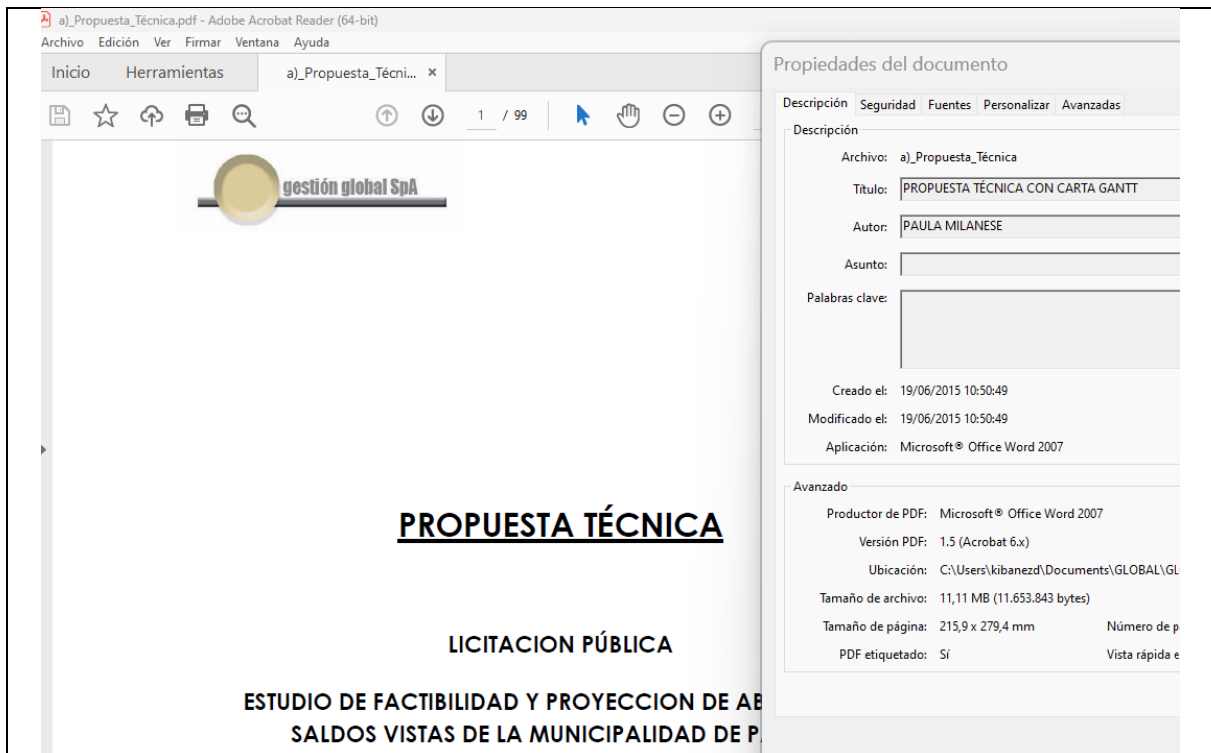 a)_Propuesta_Técnica.pdf - Adobe Acrobat Reader (64-bit)
Archivo Edición Ver Firmar Ventana Ayuda
Inicio Herramientas a)_Propuesta_Técni... ×
1 / 99
gestión global SpA
PROPUESTA TÉCNICA
LICITACION PÚBLICA
ESTUDIO DE FACTIBILIDAD Y PROYECCION DE
SALDOS VISTAS DE LA MUNICIPALIDAD DE
Propiedades del documento
Descripción Seguridad Fuentes Personalizar Avanzadas
Descripción
Archivo: a)_Propuesta_Técnica
Título: PROPUESTA TÉCNICA CON CARTA GANTT
Autor: PAULA MILANESE
Asunto:
Palabras clave:
Creado el: 19/06/2015 10:50:49
Modificado el: 19/06/2015 10:50:49
Aplicación: Microsoft® Office Word 2007
Avanzado
Productor de PDF: Microsoft® Office Word 2007
Versión PDF: 1.5 (Acrobat 6.x)
Ubicación: C:\Users\kibanezd\Documents\GLOBAL\GL
Tamaño de archivo: 11,11 MB (11.653.843 bytes)
Tamaño de página: 215,9 x 279,4 mm Número de
PDF etiquetado: Sí Vista rápida